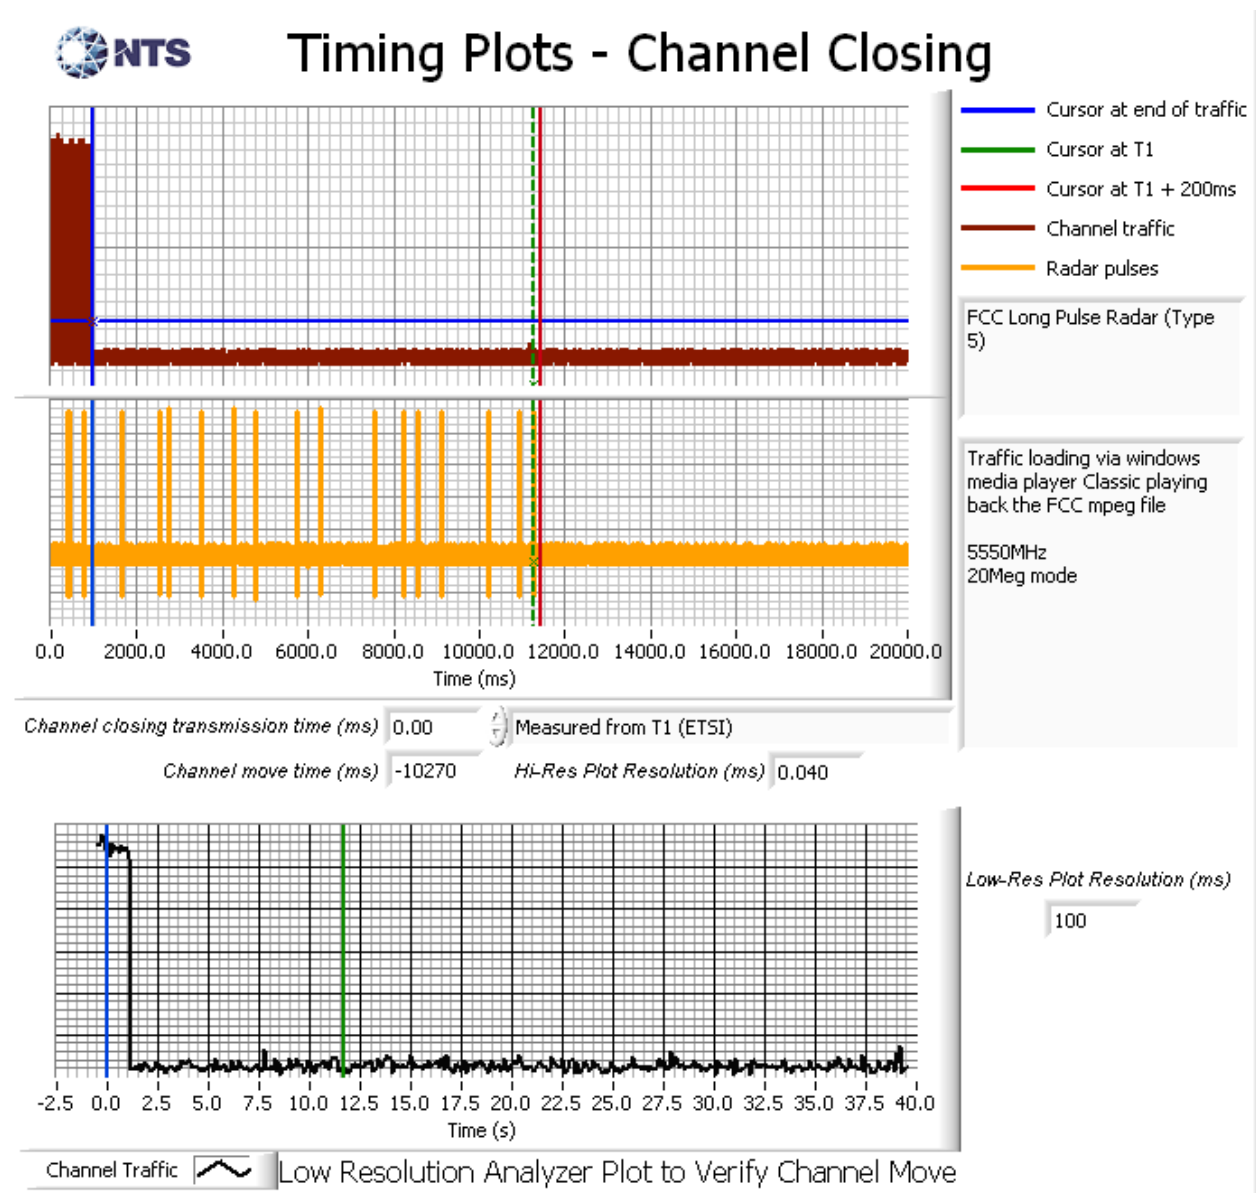 NTS
Timing Plots - Channel Closing
Cursor at end of traffic
Cursor at T1
Cursor at T1 + 200ms
Channel traffic
Radar pulses
FCC Long Pulse Radar (Type
5)
Traffic loading via windows
media player Classic playing
back the FCC mpeg file
5550MHz
20Meg mode
0.0 2000.0 4000.0 6000.0 8000.0 10000.0 12000.0 14000.0 16000.0 18000.0 20000.0
Time (ms)
Channel closing transmission time (ms) 0.00 Measured from T1 (ETSI)
Channel move time (ms) -10270 Hi-Res Plot Resolution (ms) 0.040
Low-Res Plot Resolution (ms)
100
-2.5 0.0 2.5 5.0 7.5 10.0 12.5 15.0 17.5 20.0 22.5 25.0 27.5 30.0 32.5 35.0 37.5 40.0
Time (s)
Channel Traffic Low Resolution Analyzer Plot to Verify Channel Move